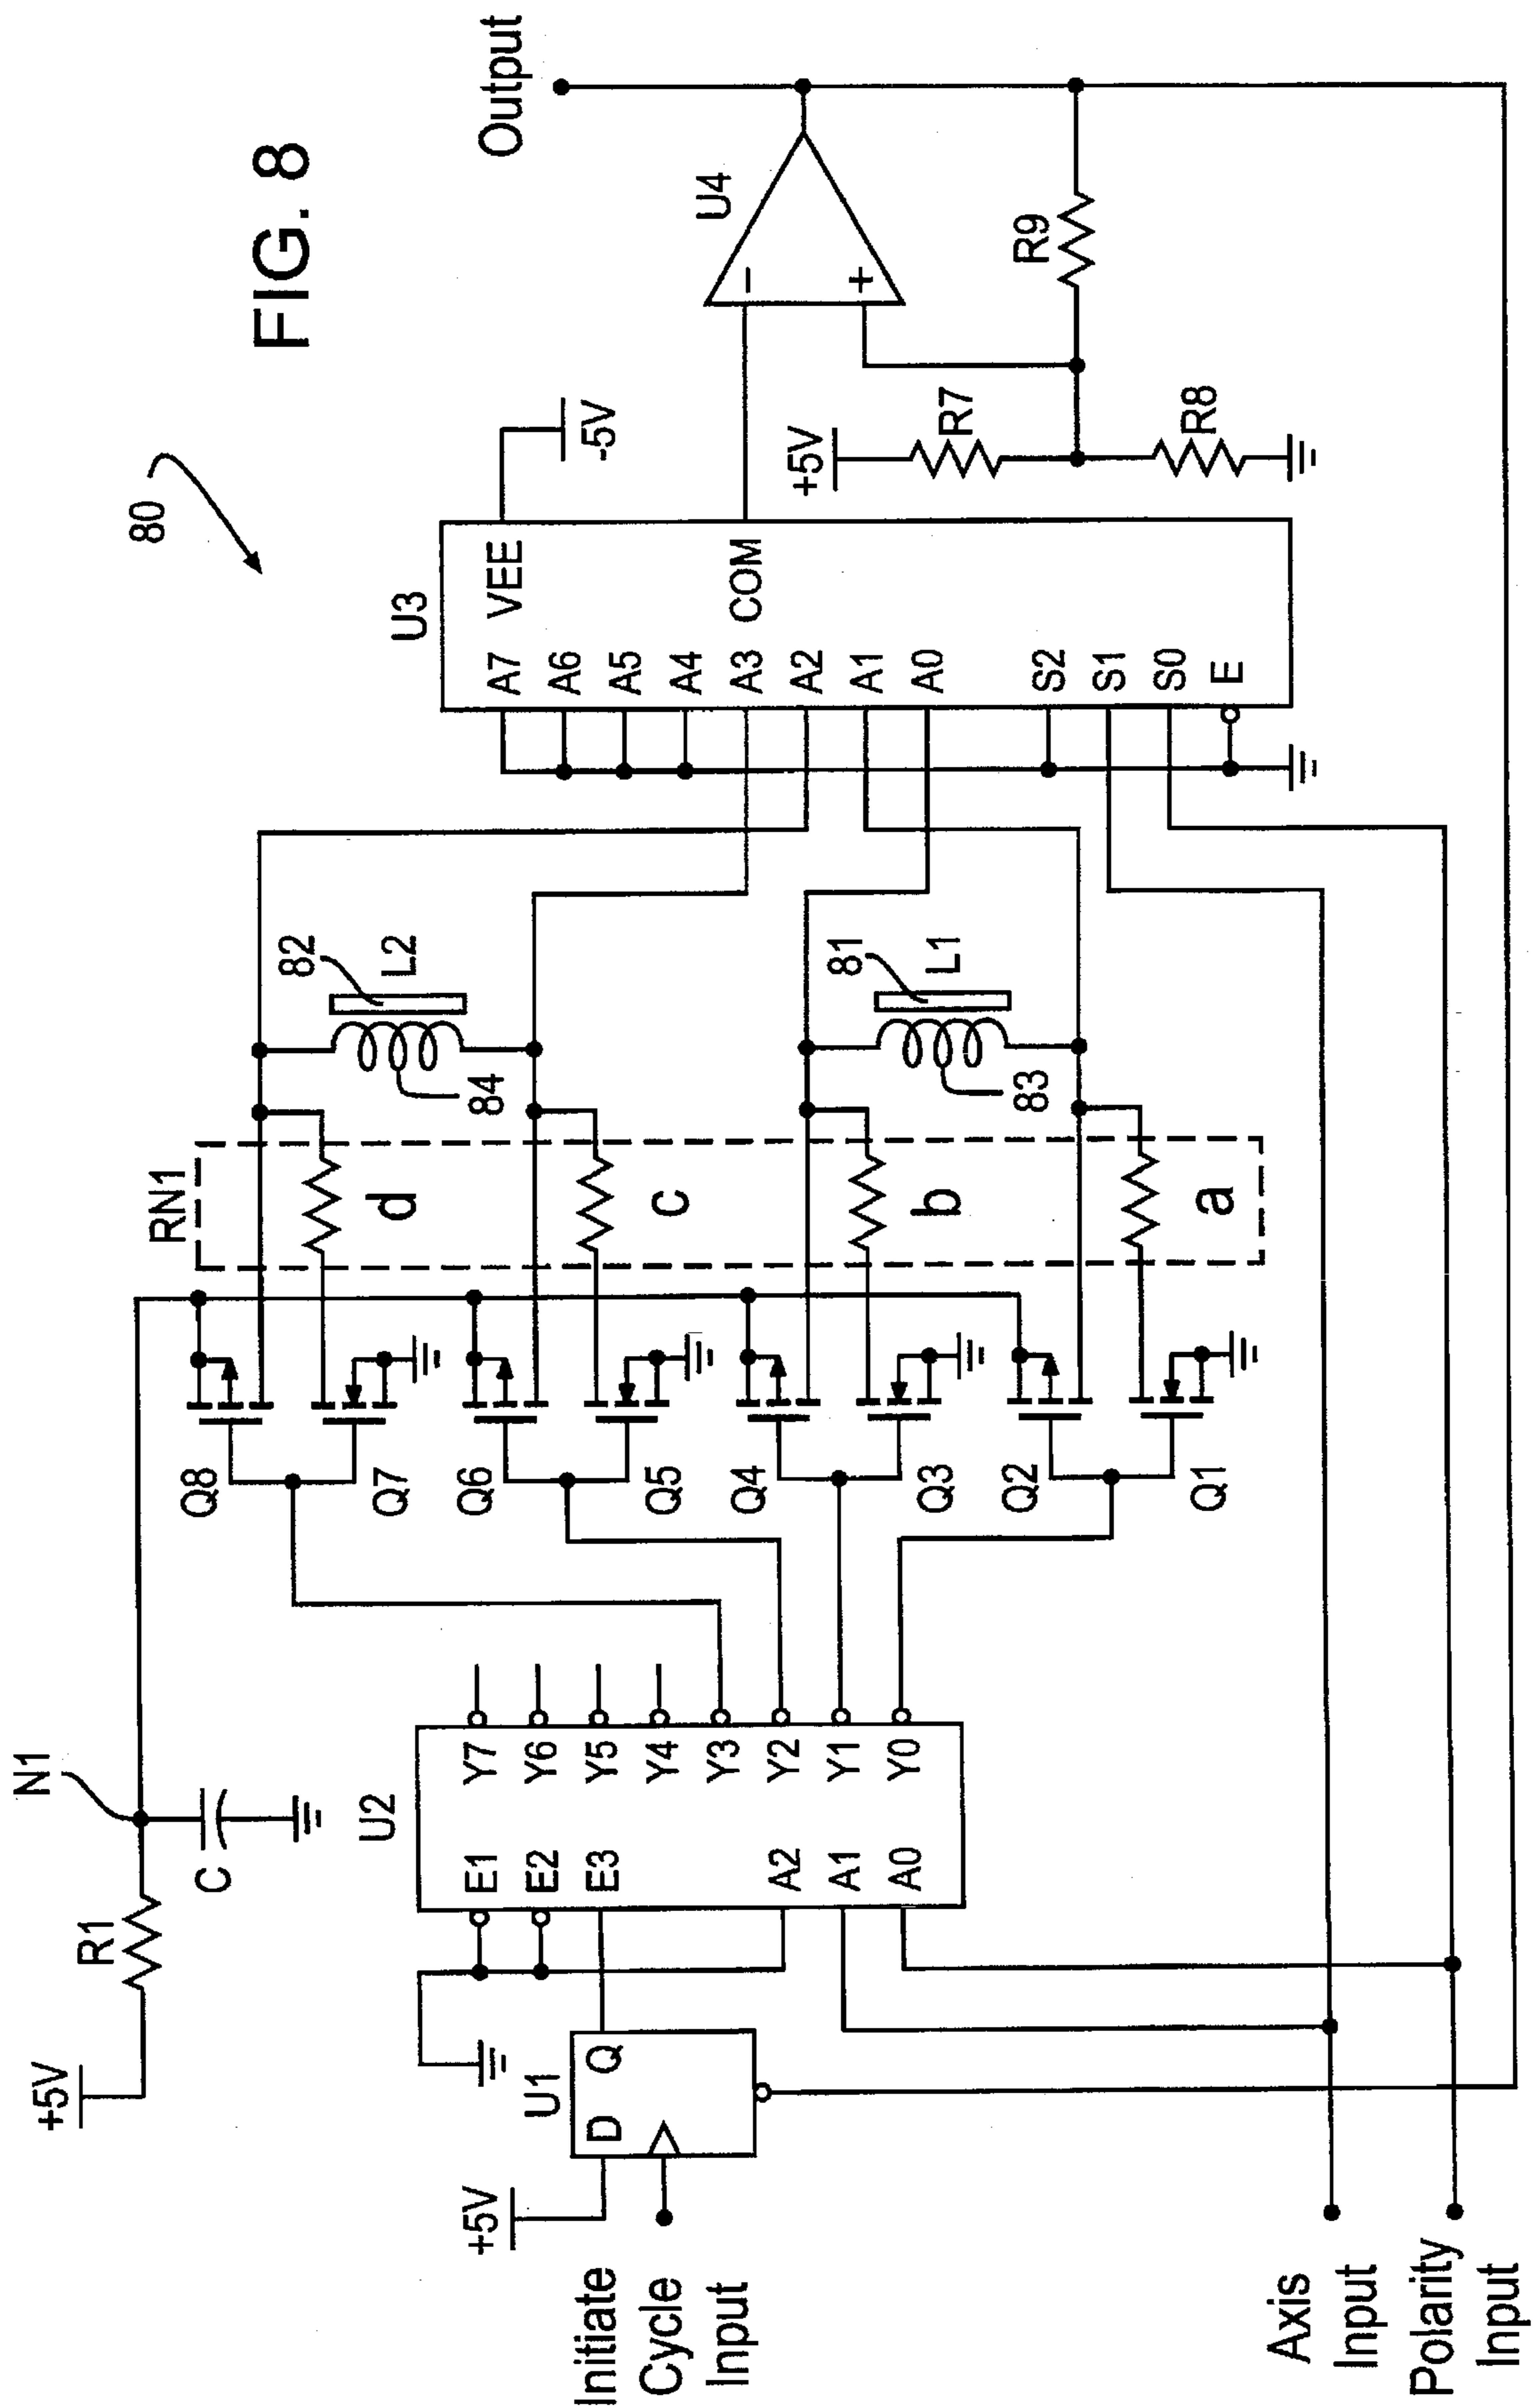 FIG. 8
80
+5V
R1
N1
C
RN1
d
c
b
a
Q8
Q7
Q6
Q5
Q4
Q3
Q2
Q1
82
L2
84
81
L1
83
U2
E1
E2
E3
A2
A1
A0
Y7
Y6
Y5
Y4
Y3
Y2
Y1
Y0
+5V
U1
D
Q
Initiate
Cycle
Input
Axis
Input
Polarity
Input
U3
A7
A6
A5
A4
A3
A2
A1
A0
S2
S1
S0
E
VEE
COM
-5V
U4
-
+
+5V
R7
R8
R9
Output